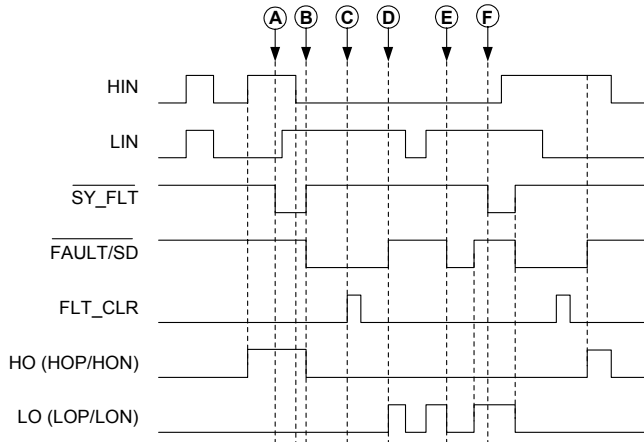 A B C D E F
HIN
LIN
SY_FLT
FAULT/SD
FLT_CLR
HO (HOP/HON)
LO (LOP/LON)